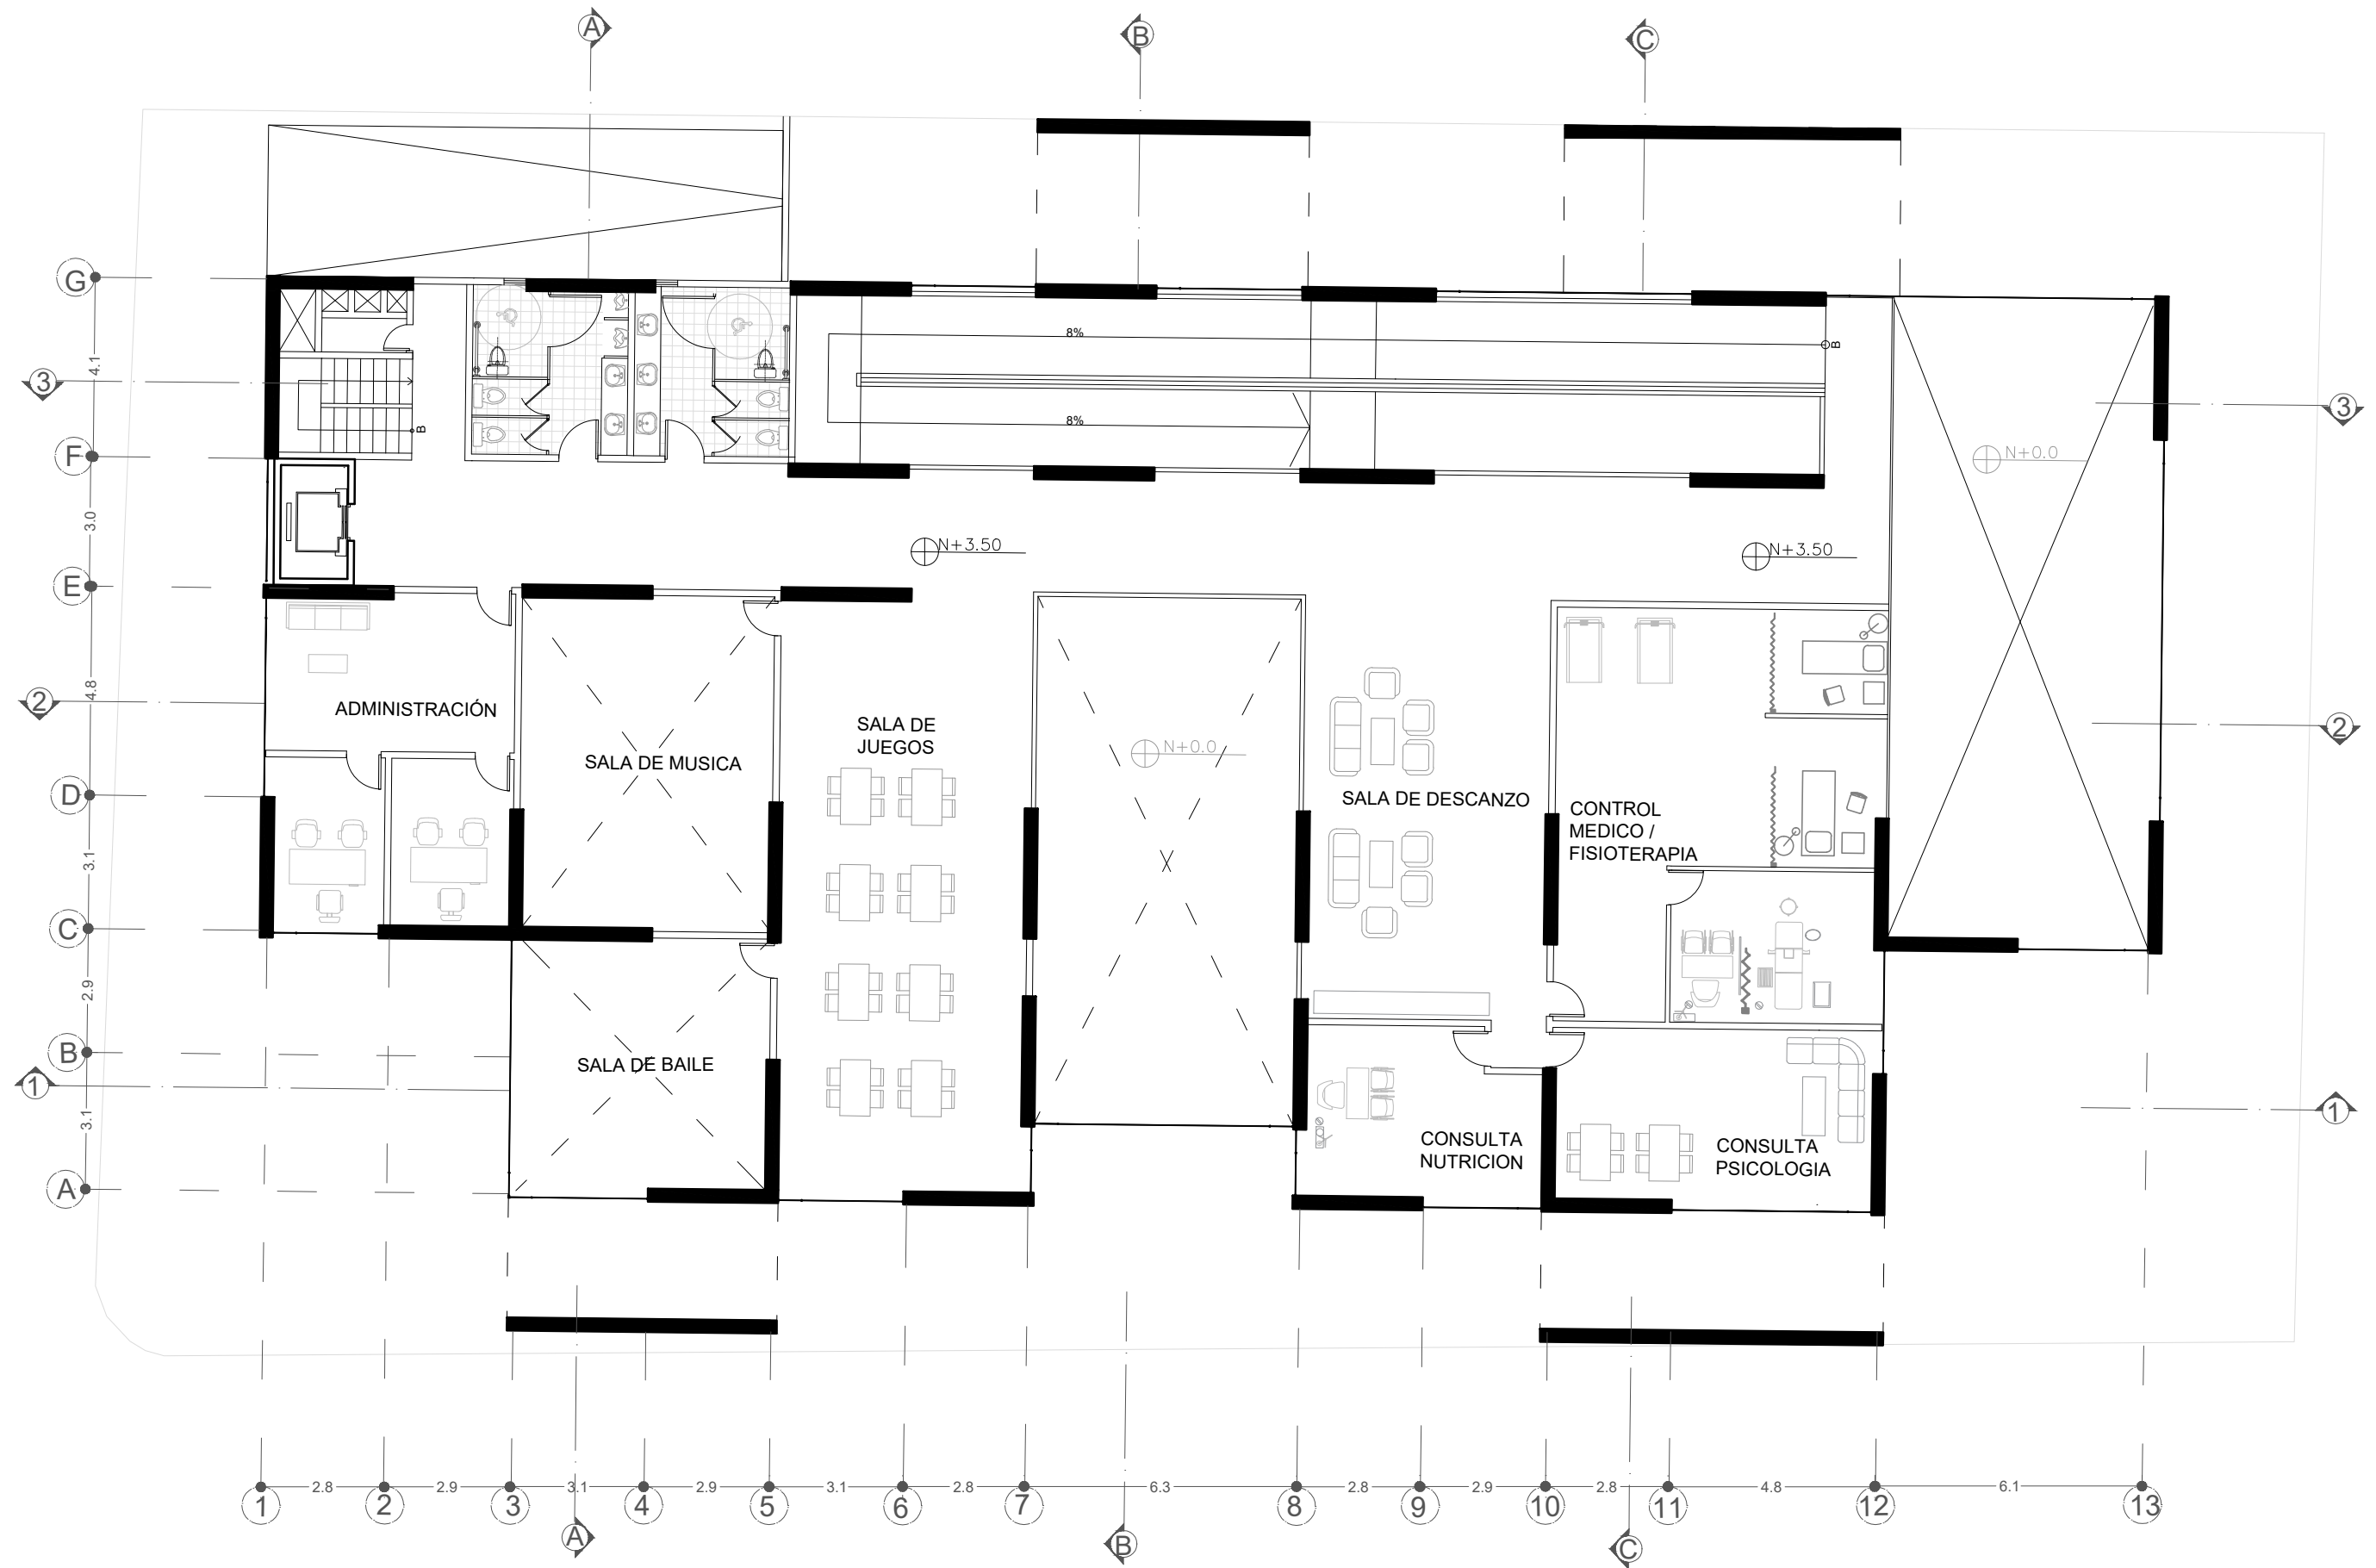 A
B
C
G
4.1
8%
B
3
3
8%
B
N+0.0
F
3.0
N+3.50
N+3.50
E
4.8
2
ADMINISTRACIÓN
SALA DE
JUEGOS
2
SALA DE MUSICA
N+0.0
D
SALA DE DESCANZO
CONTROL
MEDICO /
FISIOTERAPIA
3.1
C
2.9
B
SALA DE BAILE
1
1
3.1
CONSULTA
NUTRICION
CONSULTA
PSICOLOGIA
A
2.8
2.9
3.1
2.9
3.1
2.8
6.3
2.8
2.9
2.8
4.8
6.1
1
2
3
4
5
6
7
8
9
10
11
12
13
A
B
C